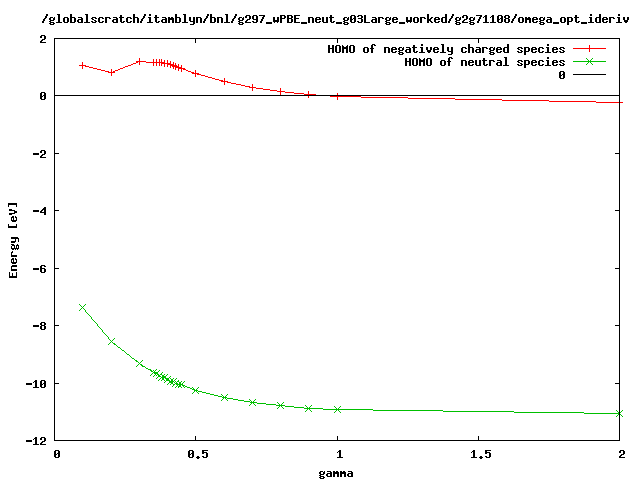 /globalscratch/itamblyn/bnl/g297_wPBE_neut_g03Large_worked/g2g71108/omega_opt_ideriv
HOMO of negatively charged species
HOMO of neutral species
0
2
0
-2
-4
-6
-8
-10
-12
Energy [eV]
0 0.5 1 1.5 2
gamma